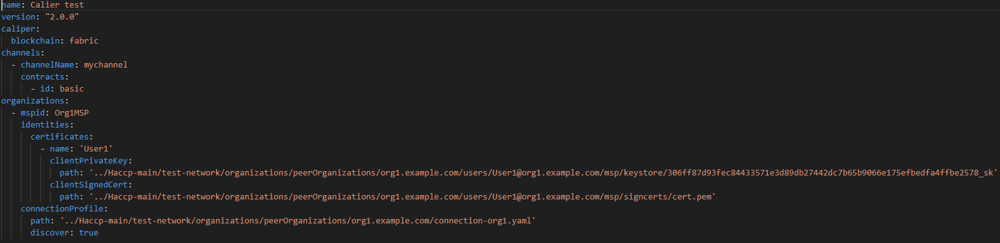 name: Calier test
version: "2.0.0"
caliper:
  blockchain: fabric
channels:
  - channelName: mychannel
    contracts:
      - id: basic
organizations:
  - mspid: Org1MSP
    identities:
      certificates:
        - name: 'User1'
          clientPrivateKey:
            path: '../Haccp-main/test-network/organizations/peerOrganizations/org1.example.com/users/User1@org1.example.com/msp/keystore/306ff87d93fec84433571e3d89db27442dc7b65b9066e175efbedfa4ffbe2578_sk'
          clientSignedCert:
            path: '../Haccp-main/test-network/organizations/peerOrganizations/org1.example.com/users/User1@org1.example.com/msp/signcerts/cert.pem'
    connectionProfile:
      path: '../Haccp-main/test-network/organizations/peerOrganizations/org1.example.com/connection-org1.yaml'
      discover: true